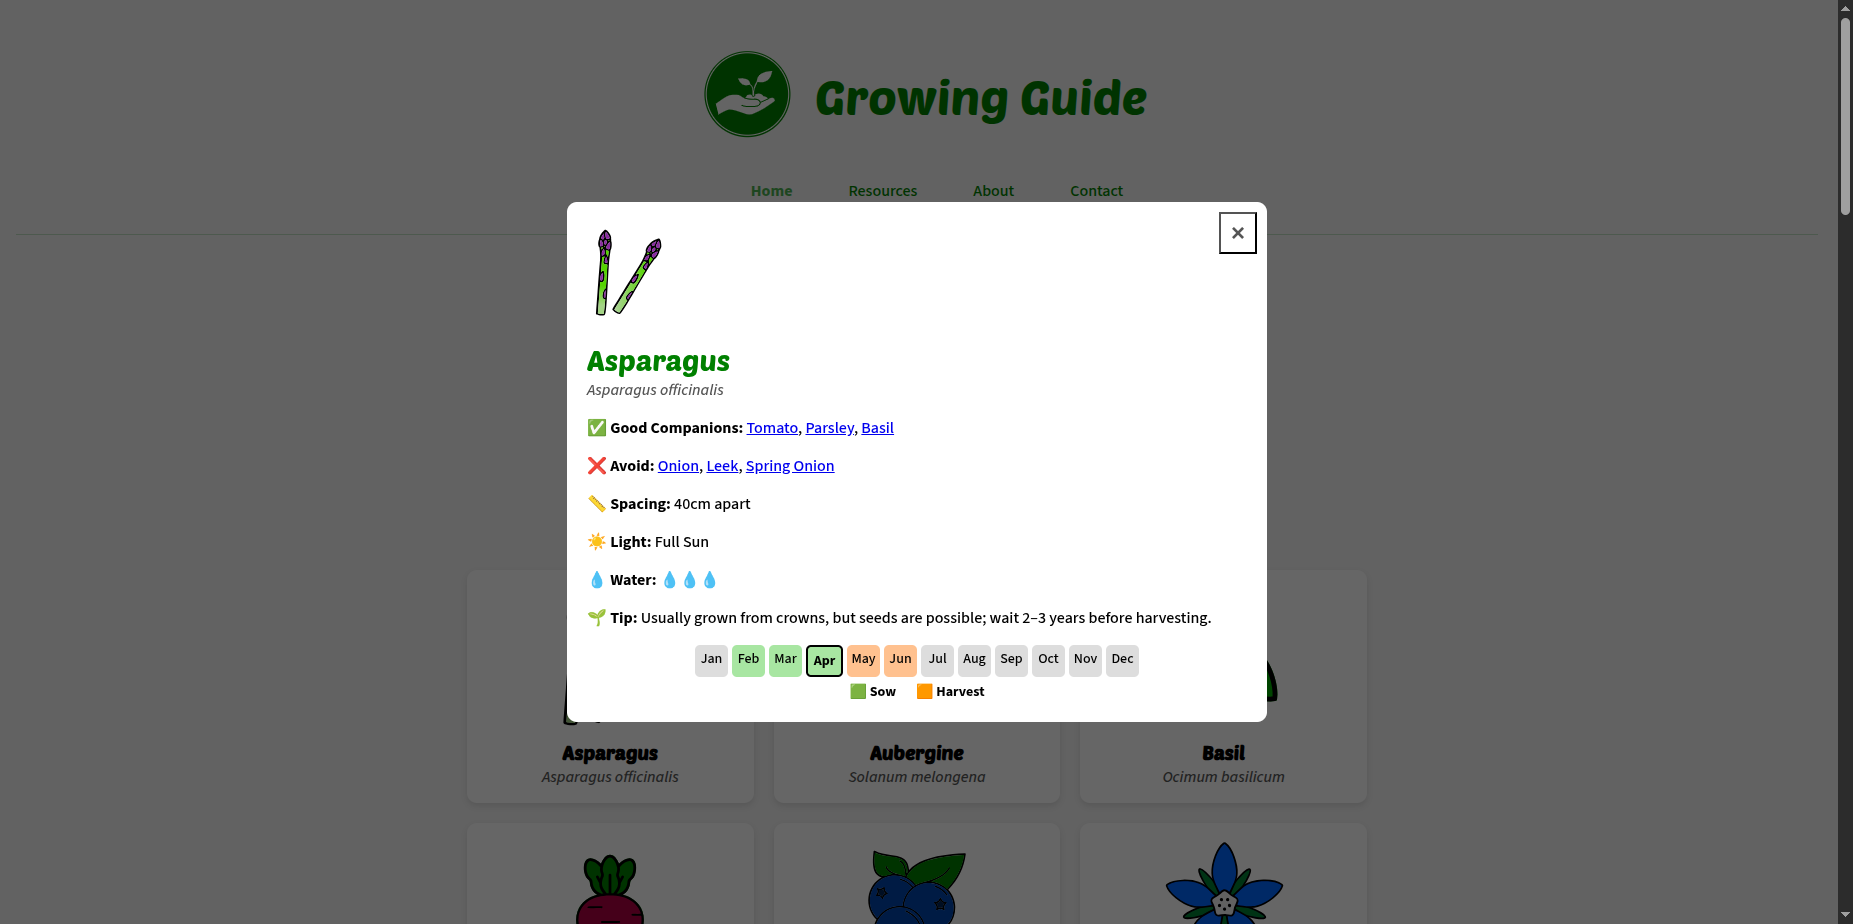 Growing Guide
Home Resources About Contact
×
Asparagus
Asparagus officinalis
✅ Good Companions: Tomato, Parsley, Basil
❌ Avoid: Onion, Leek, Spring Onion
📏 Spacing: 40cm apart
☀️ Light: Full Sun
💧 Water: 💧💧💧
🌱 Tip: Usually grown from crowns, but seeds are possible; wait 2–3 years before harvesting.
Jan Feb Mar Apr May Jun Jul Aug Sep Oct Nov Dec
🟩 Sow 🟧 Harvest
Asparagus Aubergine Basil
Asparagus officinalis Solanum melongena Ocimum basilicum